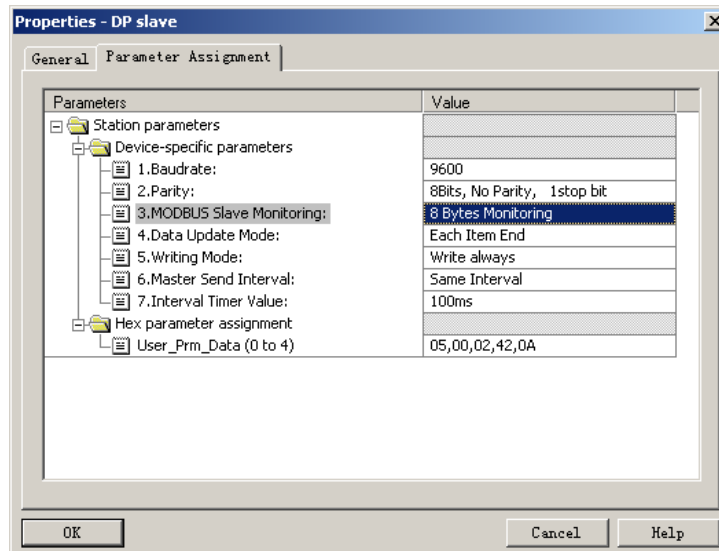 Properties - DP slave
General Parameter Assignment
Parameters Value
Station parameters
Device-specific parameters
1.Baudrate: 9600
2.Parity: 8Bits, No Parity, 1stop bit
3.MODBUS Slave Monitoring: 8 Bytes Monitoring
4.Data Update Mode: Each Item End
5.Writing Mode: Write always
6.Master Send Interval: Same Interval
7.Interval Timer Value: 100ms
Hex parameter assignment
User_Prm_Data (0 to 4) 05,00,02,42,0A
OK Cancel Help